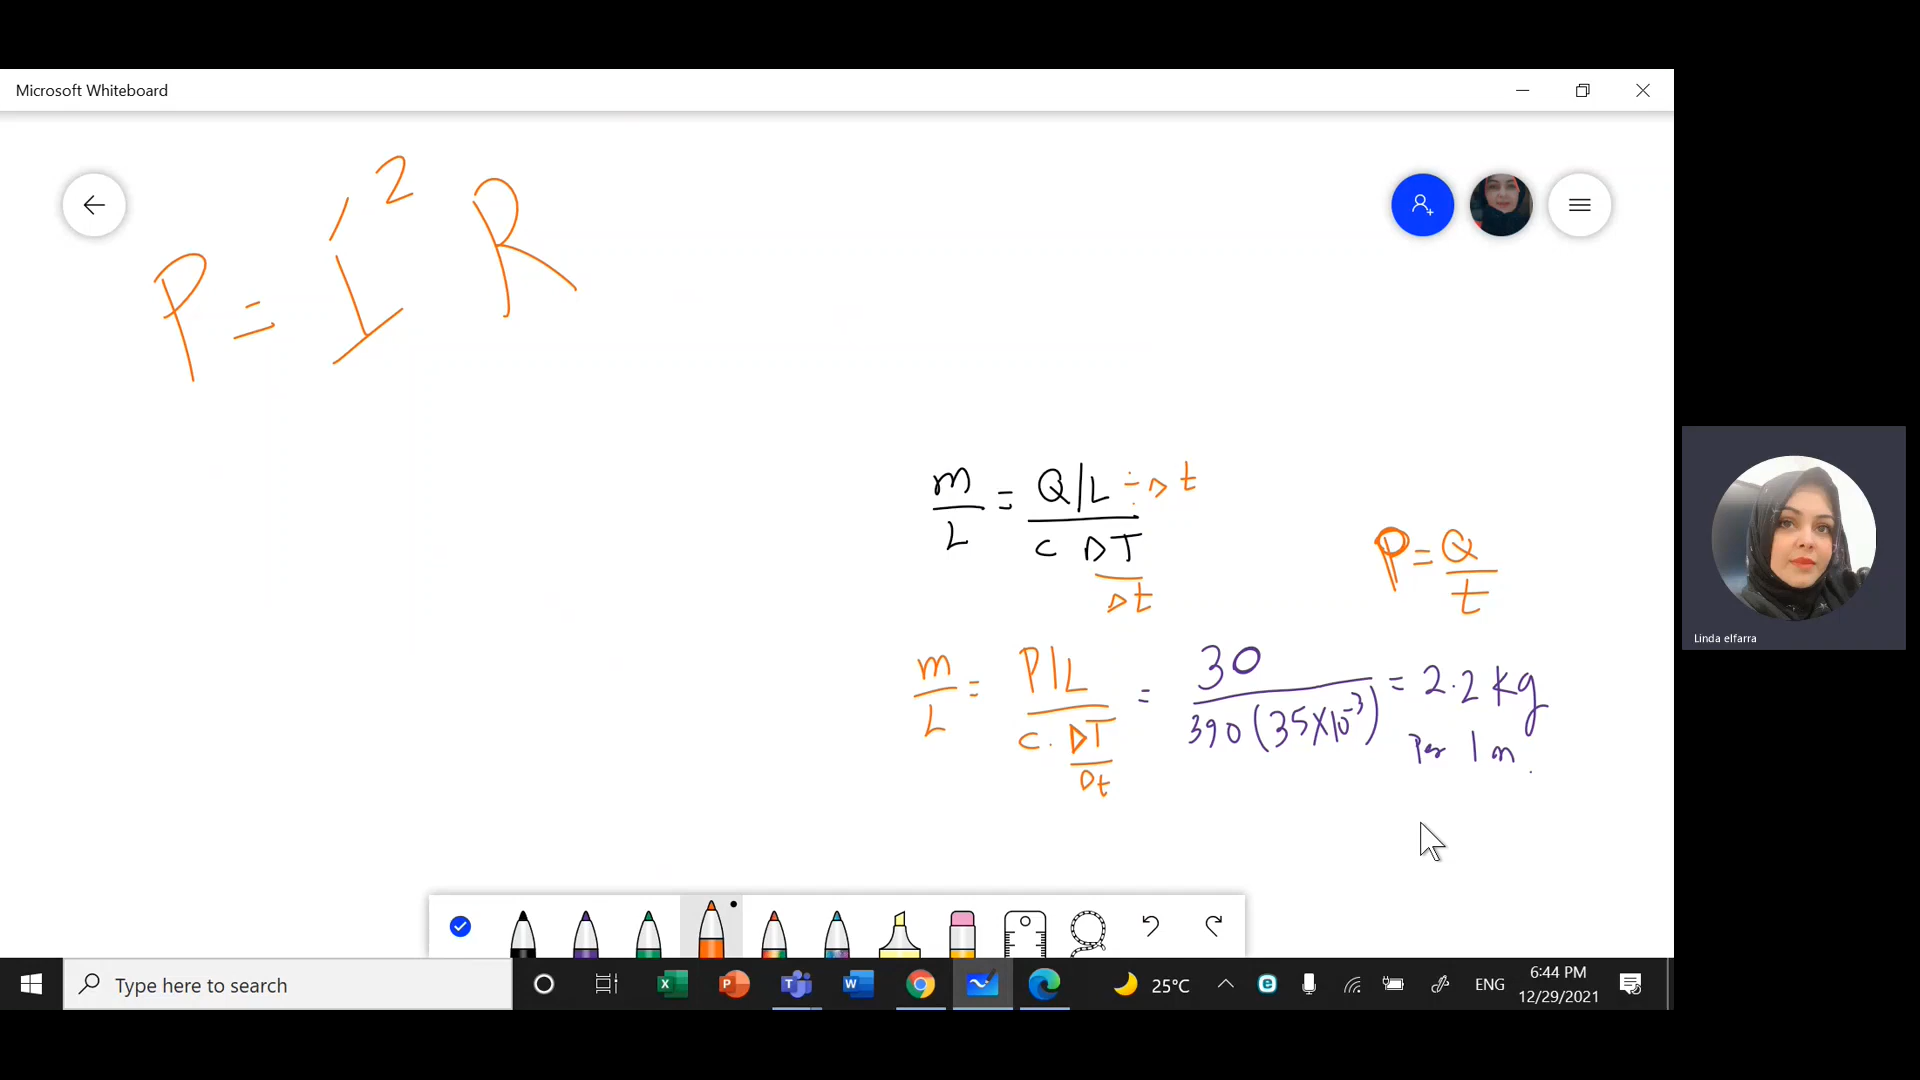 Microsoft Whiteboard
P = I² R
m/L = Q/L ÷ Δt / c ΔT/Δt
P = Q/t
m/L = P/L / c · ΔT/Δt = 30 / 390 (35×10⁻³) = 2.2 kg
Per 1 m.
Linda elfarra
Type here to search
25°C
ENG
6:44 PM
12/29/2021